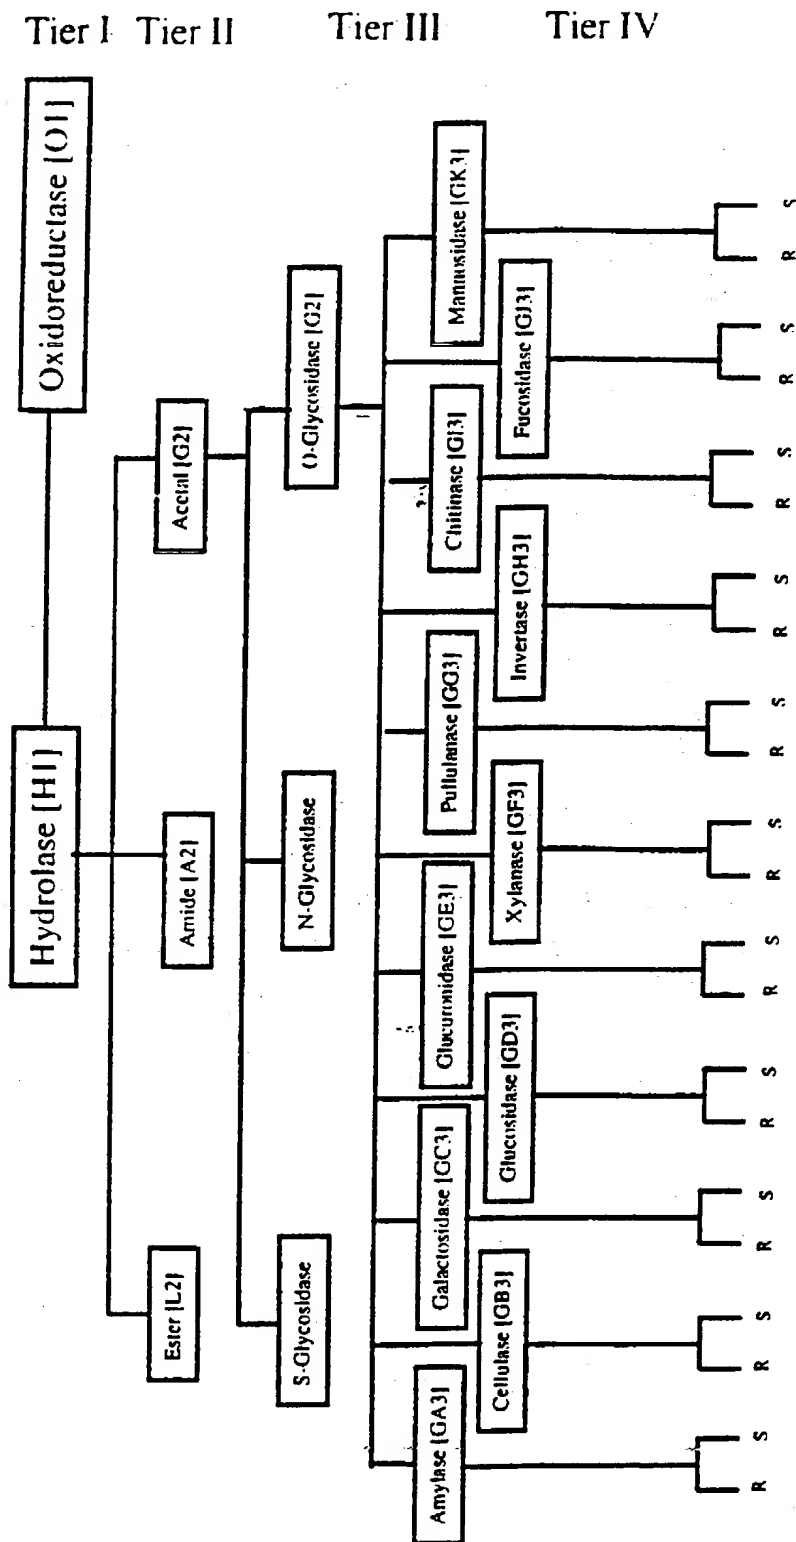 Tier I
Tier II
Tier III
Tier IV
Hydrolase [H1]
Oxidoreductase [O1]
Ester [L2]
Amide [A2]
Acetal [G2]
S-Glycosidase
N-Glycosidase
O-Glycosidase [G2]
Amylase [GA3]
Cellulase [GB3]
Galactosidase [GC3]
Glucosidase [GD3]
Glucuronidase [GE3]
Xylanase [GF3]
Pullulanase [GG3]
Invertase [GH3]
Chitinase [GI3]
Fucosidase [GJ3]
Mannosidase [GK3]
R S R S R S R S R S R S R S R S R S R S R S